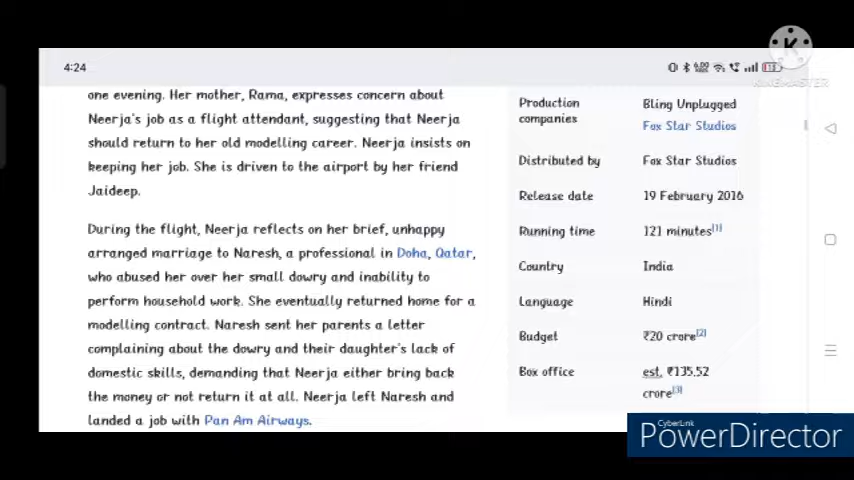 4:24
KINEMASTER
one evening. Her mother, Rama, expresses concern about
Neerja's job as a flight attendant, suggesting that Neerja
should return to her old modelling career. Neerja insists on
keeping her job. She is driven to the airport by her friend
Jaideep.
During the flight, Neerja reflects on her brief, unhappy
arranged marriage to Naresh, a professional in Doha, Qatar,
who abused her over her small dowry and inability to
perform household work. She eventually returned home for a
modelling contract. Naresh sent her parents a letter
complaining about the dowry and their daughter's lack of
domestic skills, demanding that Neerja either bring back
the money or not return it at all. Neerja left Naresh and
landed a job with Pan Am Airways.
Production companies
Bling Unplugged
Fox Star Studios
Distributed by Fox Star Studios
Release date 19 February 2016
Running time 121 minutes[1]
Country India
Language Hindi
Budget ₹20 crore[2]
Box office est. ₹135.52
crore[3]
CyberLink
PowerDirector